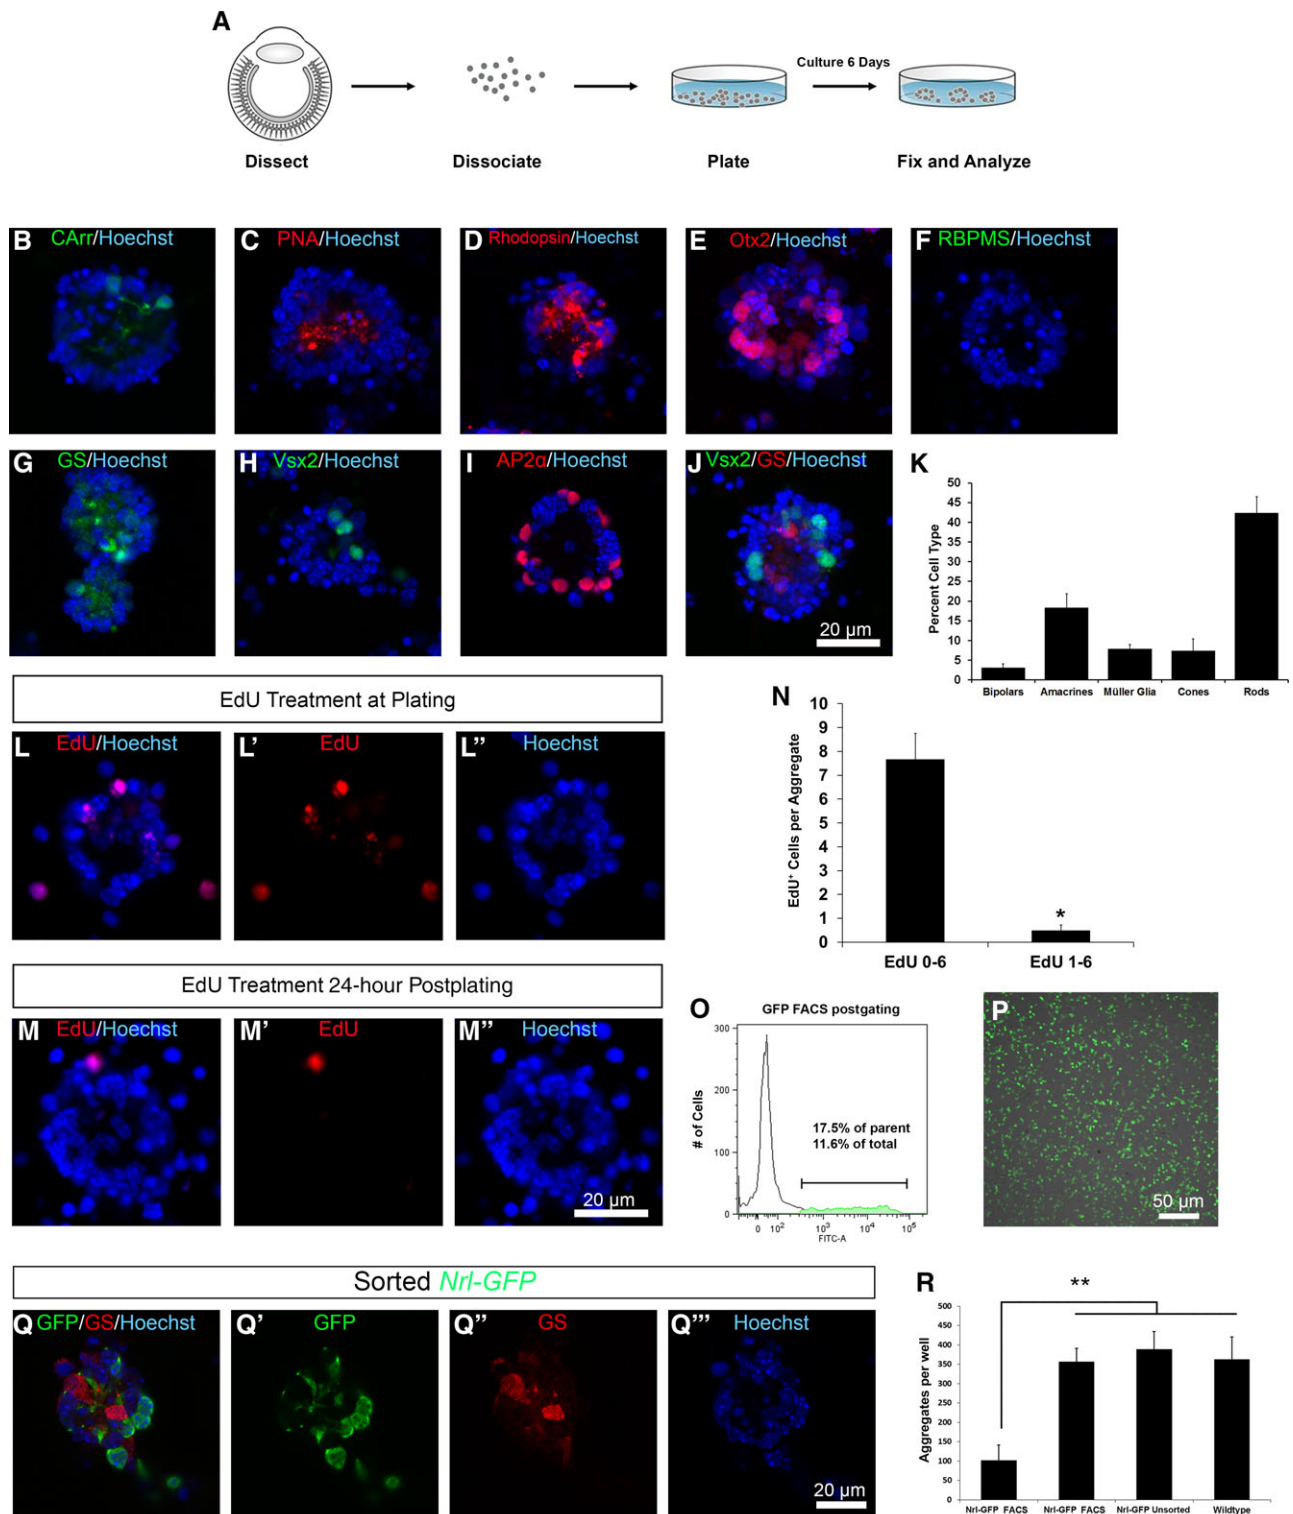 A
Culture 6 Days
Dissect
Dissociate
Plate
Fix and Analyze
B CArr/Hoechst
C PNA/Hoechst
D Rhodopsin/Hoechst
E Otx2/Hoechst
F RBPMS/Hoechst
G GS/Hoechst
H Vsx2/Hoechst
I AP2α/Hoechst
J Vsx2/GS/Hoechst
20 µm
K
Percent Cell Type
50
45
40
35
30
25
20
15
10
5
0
Bipolars
Amacrines
Müller Glia
Cones
Rods
EdU Treatment at Plating
L EdU/Hoechst
L' EdU
L" Hoechst
N
EdU⁺ Cells per Aggregate
10
9
8
7
6
5
4
3
2
1
0
*
EdU 0-6
EdU 1-6
EdU Treatment 24-hour Postplating
M EdU/Hoechst
M' EdU
M" Hoechst
20 µm
O
GFP FACS postgating
# of Cells
300
200
100
0
17.5% of parent
11.6% of total
0
10²
10³
10⁴
10⁵
FITC-A
P
50 µm
Sorted Nrl-GFP
Q GFP/GS/Hoechst
Q' GFP
Q" GS
Q"' Hoechst
20 µm
R
**
Aggregates per well
500
450
400
350
300
250
200
150
100
50
0
Nrl-GFP FACS
Nrl-GFP FACS
Nrl-GFP Unsorted
Wildtype